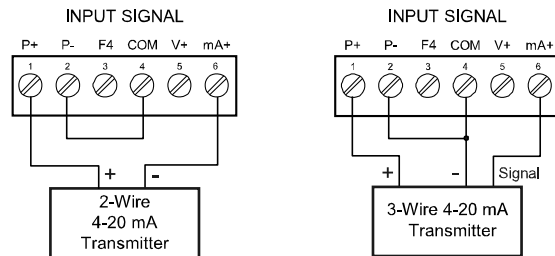 INPUT SIGNAL
P+ P- F4 COM V+ mA+
1 2 3 4 5 6
+ -
2-Wire
4-20 mA
Transmitter
INPUT SIGNAL
P+ P- F4 COM V+ mA+
1 2 3 4 5 6
+ - Signal
3-Wire 4-20 mA
Transmitter